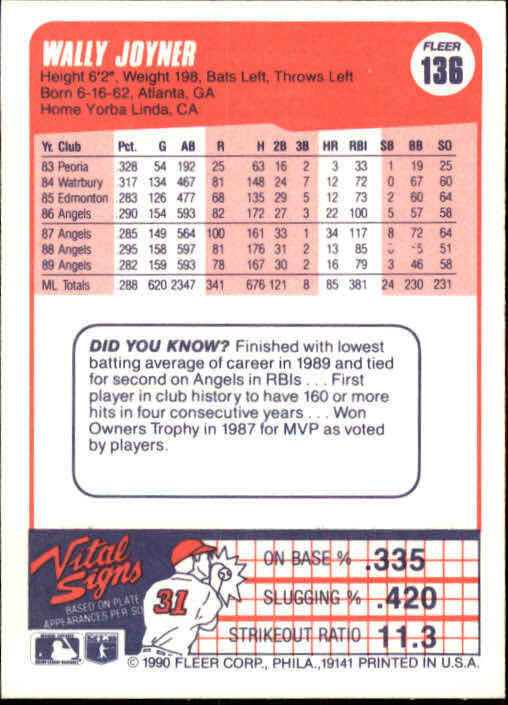 WALLY JOYNER
FLEER
136
Height 6'2", Weight 198, Bats Left, Throws Left
Born 6-16-62, Atlanta, GA
Home Yorba Linda, CA
Yr. Club Pct. G AB R H 2B 3B HR RBI SB BB SO
83 Peoria .328 54 192 25 63 16 2 3 33 1 19 25
84 Watrbury .317 134 467 81 148 24 7 12 72 0 67 60
85 Edmonton .283 126 477 68 135 29 5 12 73 2 60 64
86 Angels .290 154 593 82 172 27 3 22 100 5 57 58
87 Angels .285 149 564 100 161 33 1 34 117 8 72 64
88 Angels .295 158 597 81 176 31 2 13 85 51
89 Angels .282 159 593 78 167 30 2 16 79 3 46 58
ML Totals .288 620 2347 341 676 121 8 85 381 24 230 231
DID YOU KNOW? Finished with lowest
batting average of career in 1989 and tied
for second on Angels in RBIs . . . First
player in club history to have 160 or more
hits in four consecutive years . . . Won
Owners Trophy in 1987 for MVP as voted
by players.
Vital
Signs
BASED ON PLATE
APPEARANCES PER SO
31
ON BASE % .335
SLUGGING % .420
STRIKEOUT RATIO 11.3
© 1990 FLEER CORP., PHILA., 19141 PRINTED IN U.S.A.